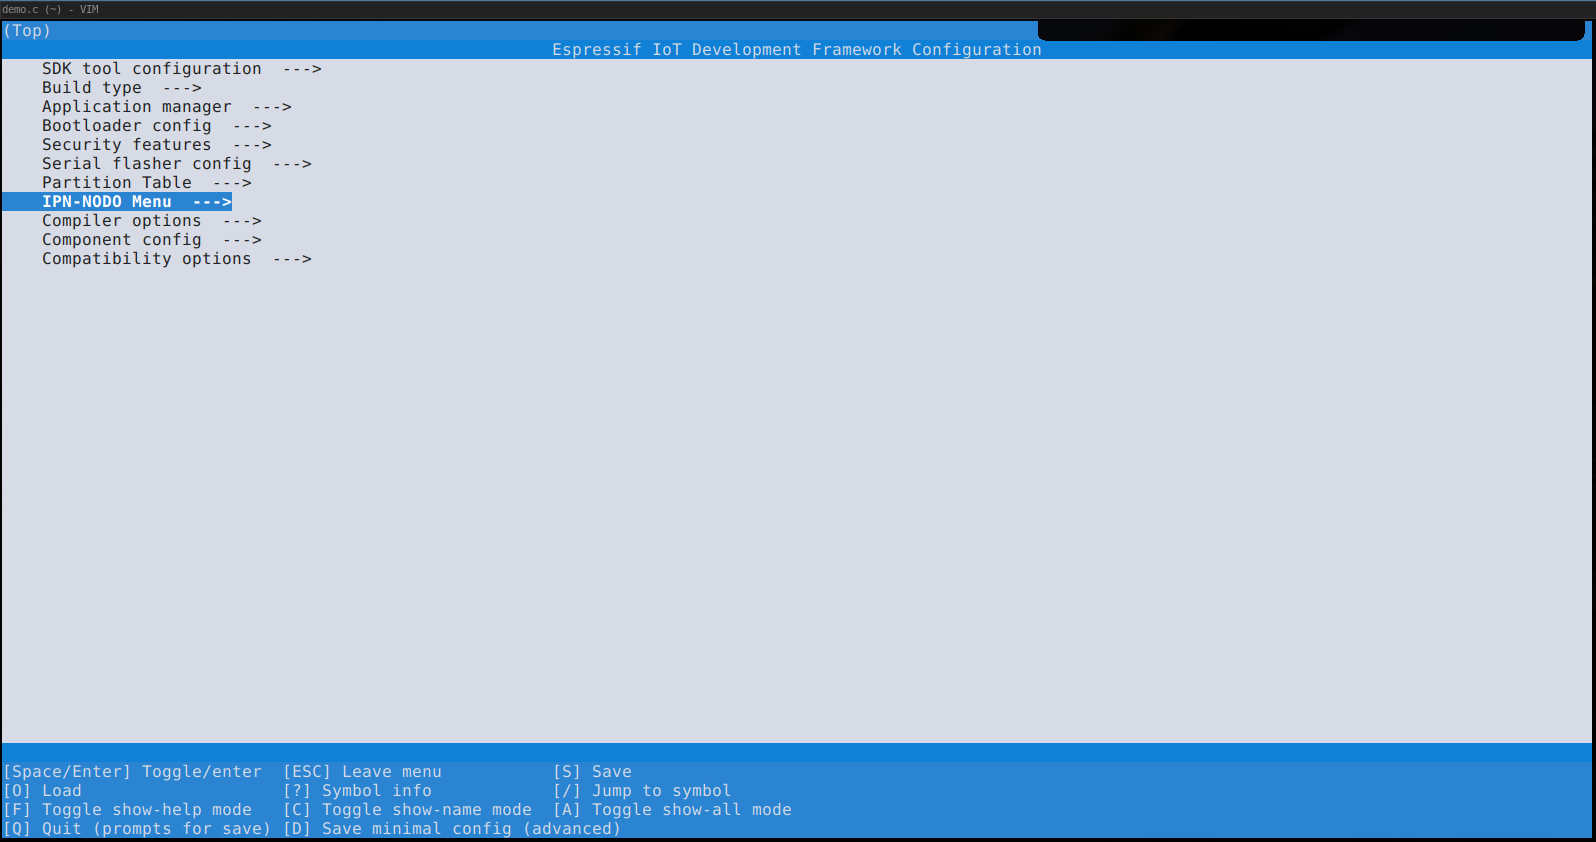 demo.c (~) - VIM
(Top)
Espressif IoT Development Framework Configuration
SDK tool configuration  --->
Build type  --->
Application manager  --->
Bootloader config  --->
Security features  --->
Serial flasher config  --->
Partition Table  --->
IPN-NODO Menu  --->
Compiler options  --->
Component config  --->
Compatibility options  --->
[Space/Enter] Toggle/enter  [ESC] Leave menu           [S] Save
[O] Load                    [?] Symbol info            [/] Jump to symbol
[F] Toggle show-help mode   [C] Toggle show-name mode  [A] Toggle show-all mode
[Q] Quit (prompts for save) [D] Save minimal config (advanced)